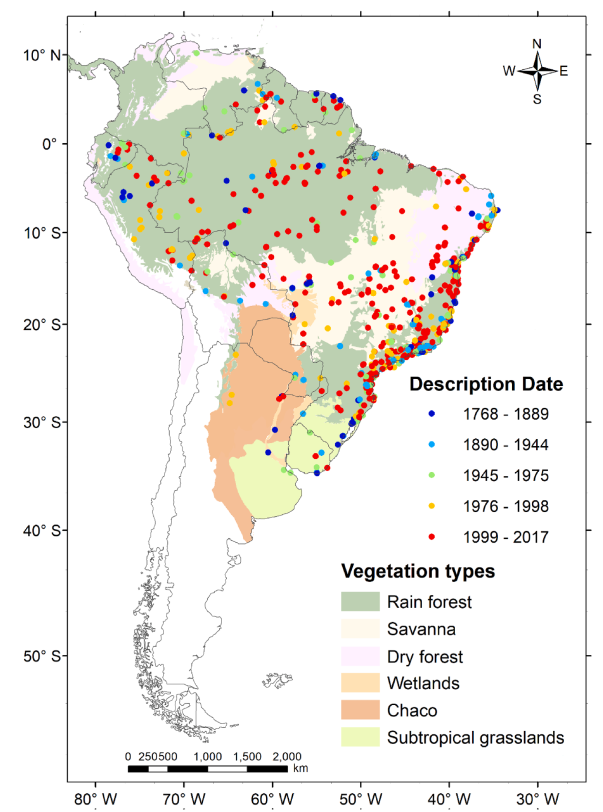 N
W E
S
10° N
0°
10° S
20° S
30° S
40° S
50° S
Description Date
1768 - 1889
1890 - 1944
1945 - 1975
1976 - 1998
1999 - 2017
Vegetation types
Rain forest
Savanna
Dry forest
Wetlands
Chaco
Subtropical grasslands
0 250500 1,000 1,500 2,000
km
80° W 70° W 60° W 50° W 40° W 30° W